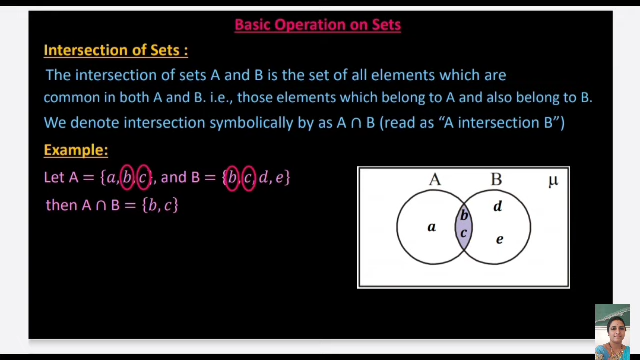 Basic Operation on Sets
Intersection of Sets :
The intersection of sets A and B is the set of all elements which are
common in both A and B. i.e., those elements which belong to A and also belong to B.
We denote intersection symbolically by as A ∩ B (read as “A intersection B”)
Example:
Let A = {a, b, c}, and B = {b, c, d, e}
then A ∩ B = {b, c}
A B μ
a b c d e